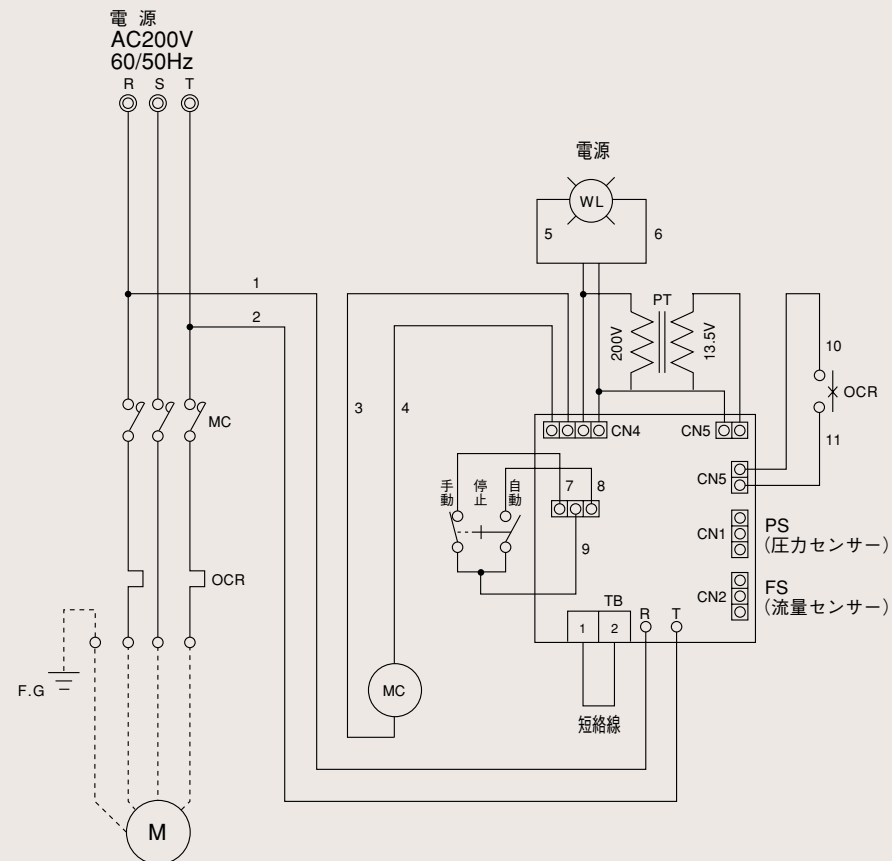 電 源
AC200V
60/50Hz
R S T
電源
WL
5 6
1
2
PT
200V
13.5V
3 4
10
OCR
11
MC
CN4
CN5
CN5
手動
停止
自動
7 8
9
CN1
PS
(圧力センサー)
CN2
FS
(流量センサー)
OCR
TB
1 2
R T
F.G
MC
短絡線
M